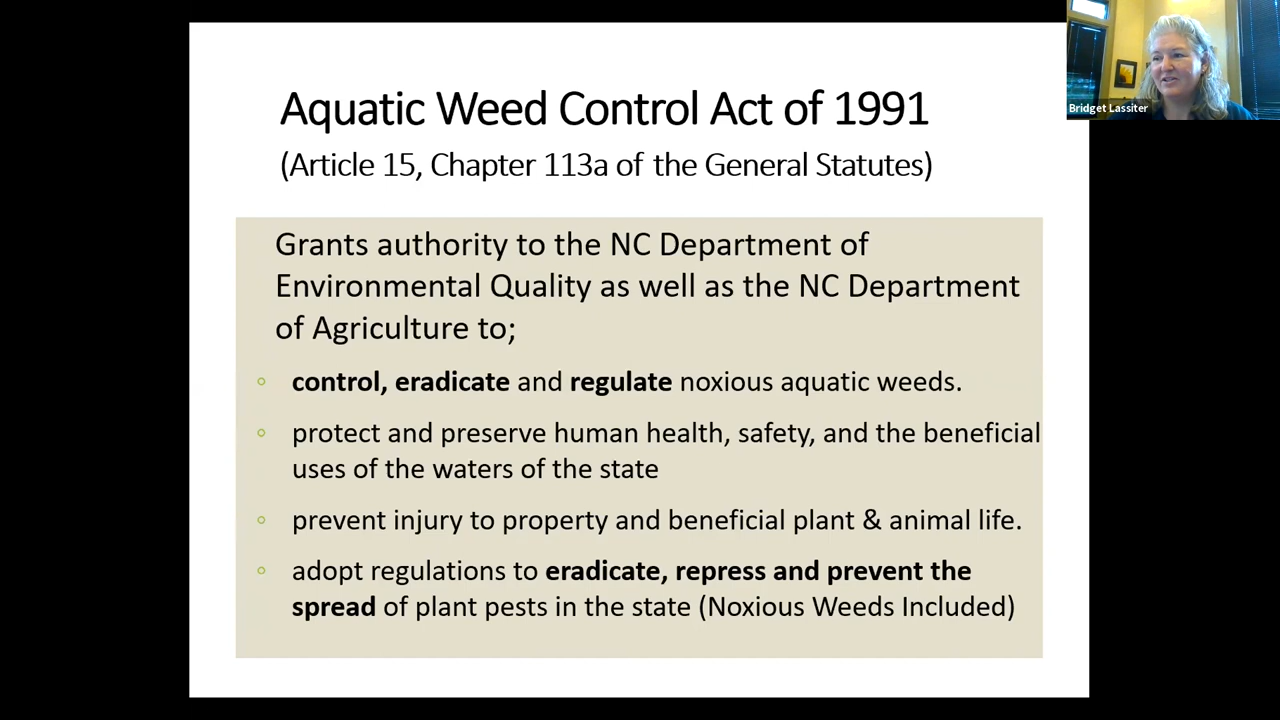 Aquatic Weed Control Act of 1991
(Article 15, Chapter 113a of the General Statutes)
Grants authority to the NC Department of
Environmental Quality as well as the NC Department
of Agriculture to;
◦ control, eradicate and regulate noxious aquatic weeds.
◦ protect and preserve human health, safety, and the beneficial
uses of the waters of the state
◦ prevent injury to property and beneficial plant & animal life.
◦ adopt regulations to eradicate, repress and prevent the
spread of plant pests in the state (Noxious Weeds Included)
Bridget Lassiter